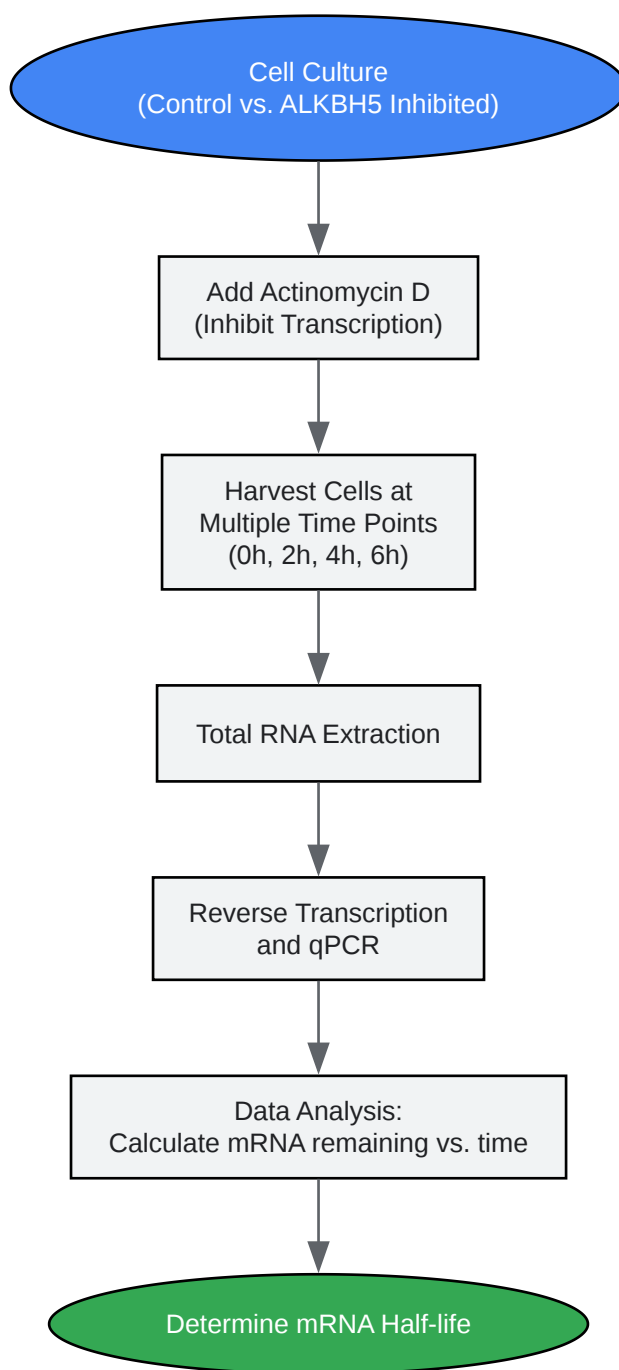 Cell Culture
(Control vs. ALKBH5 Inhibited)
Add Actinomycin D
(Inhibit Transcription)
Harvest Cells at
Multiple Time Points
(0h, 2h, 4h, 6h)
Total RNA Extraction
Reverse Transcription
and qPCR
Data Analysis:
Calculate mRNA remaining vs. time
Determine mRNA Half-life